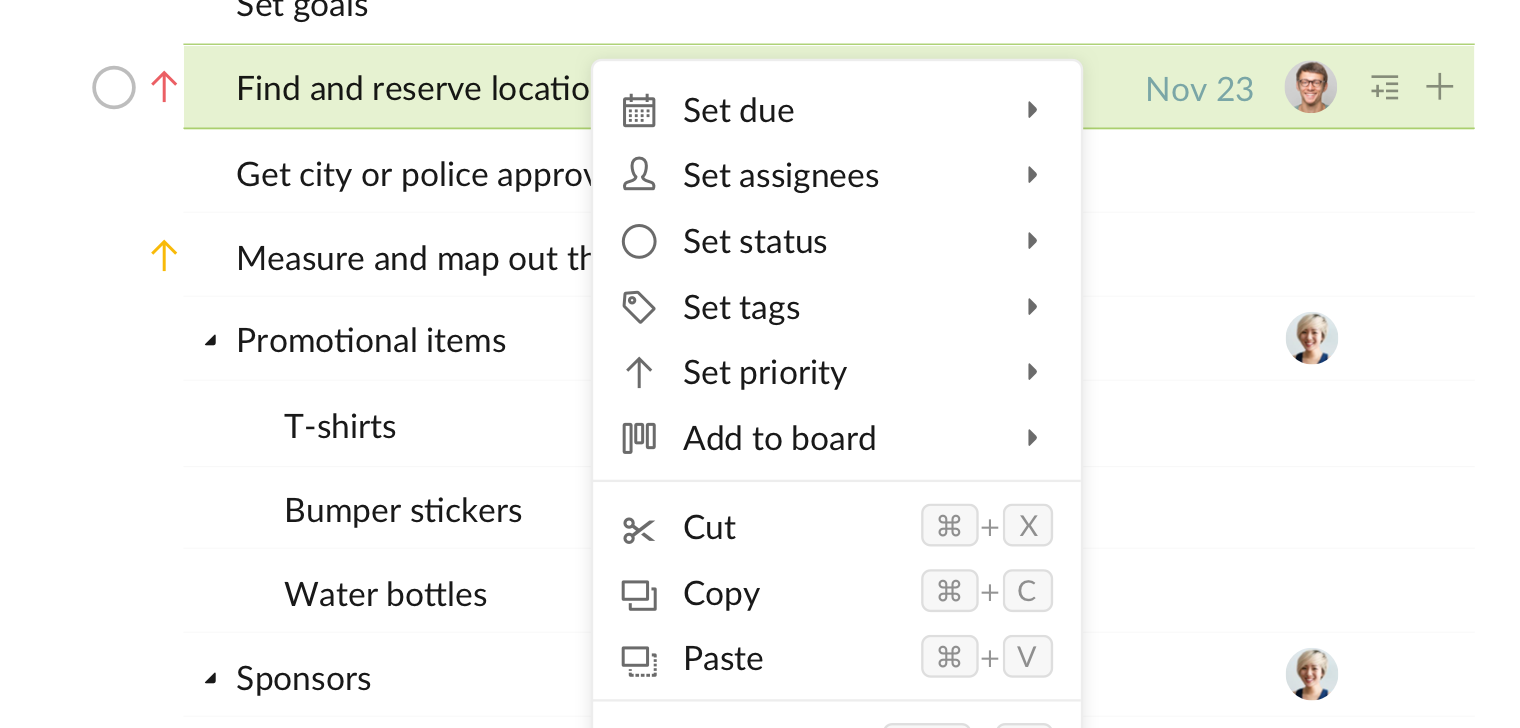 Set goals
Find and reserve locatio
Nov 23
Get city or police approv
Measure and map out th
Promotional items
T-shirts
Bumper stickers
Water bottles
Sponsors
Set due
Set assignees
Set status
Set tags
Set priority
Add to board
Cut ⌘ + X
Copy ⌘ + C
Paste ⌘ + V